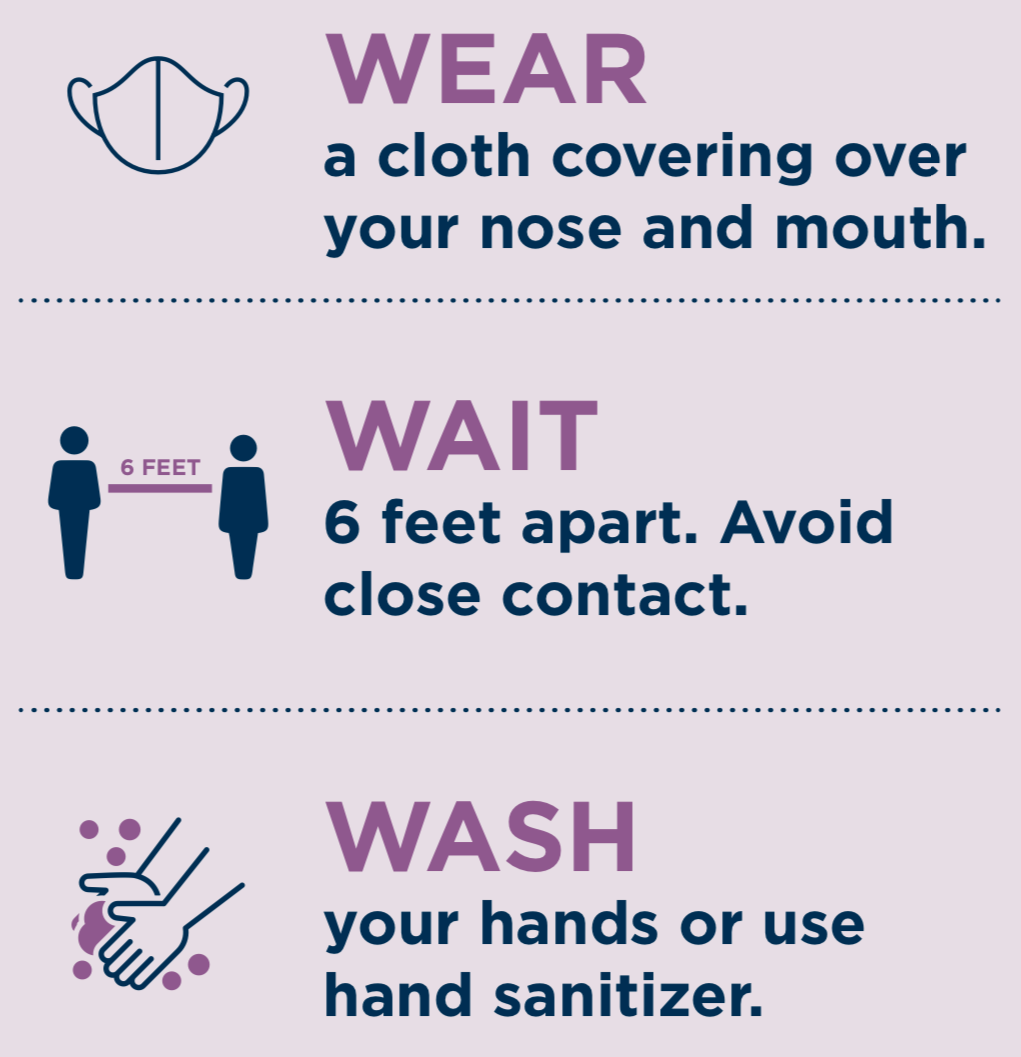 WEAR
a cloth covering over
your nose and mouth.
6 FEET
WAIT
6 feet apart. Avoid
close contact.
WASH
your hands or use
hand sanitizer.